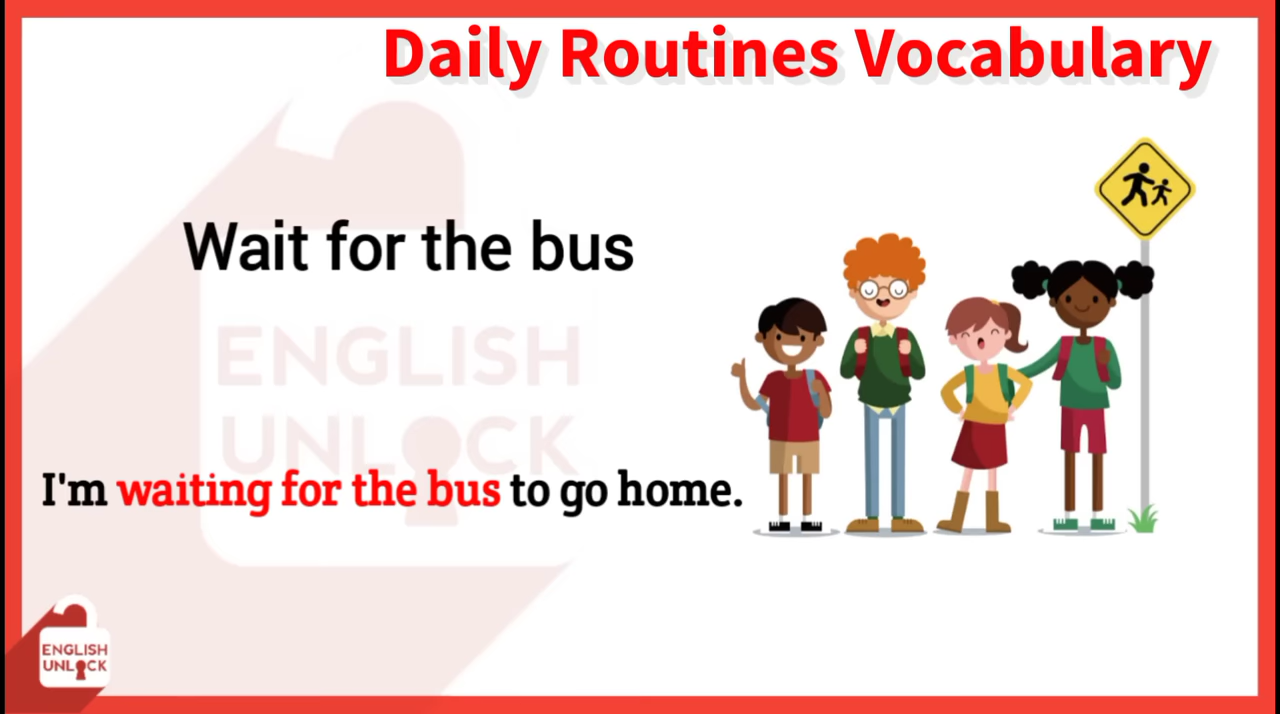 Daily Routines Vocabulary
Wait for the bus
ENGLISH
UNLOCK
I'm waiting for the bus to go home.
ENGLISH
UNLOCK